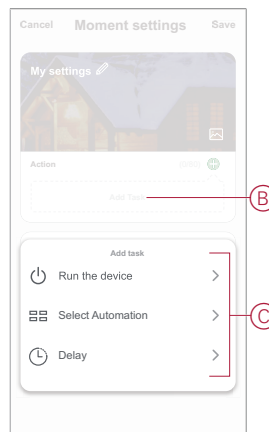 Cancel Moment settings Save
My settings
Action
Add Task
B
Add task
Run the device
Select Automation
C
Delay